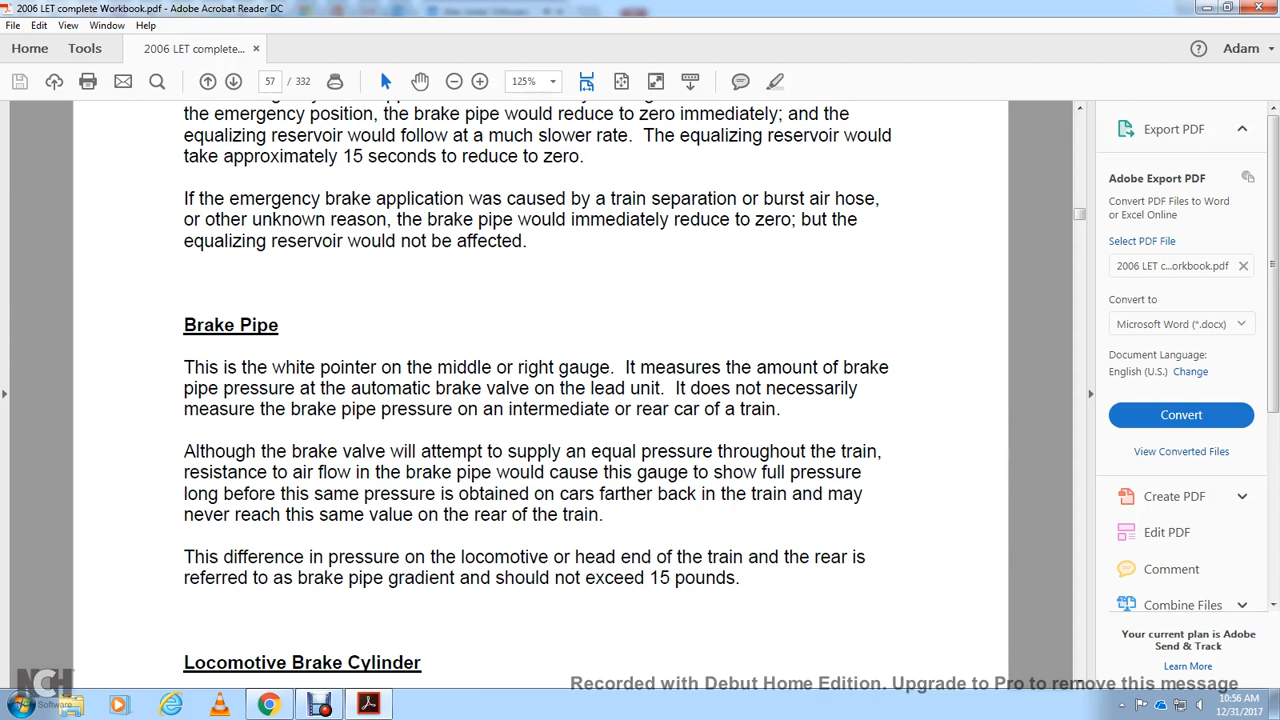 2006 LET complete Workbook.pdf - Adobe Acrobat Reader DC
File Edit View Window Help
Home Tools 2006 LET complete... × Adam
57 / 332 125%
the emergency position, the brake pipe would reduce to zero immediately; and the
equalizing reservoir would follow at a much slower rate. The equalizing reservoir would
take approximately 15 seconds to reduce to zero.
If the emergency brake application was caused by a train separation or burst air hose,
or other unknown reason, the brake pipe would immediately reduce to zero; but the
equalizing reservoir would not be affected.
Brake Pipe
This is the white pointer on the middle or right gauge. It measures the amount of brake
pipe pressure at the automatic brake valve on the lead unit. It does not necessarily
measure the brake pipe pressure on an intermediate or rear car of a train.
Although the brake valve will attempt to supply an equal pressure throughout the train,
resistance to air flow in the brake pipe would cause this gauge to show full pressure
long before this same pressure is obtained on cars farther back in the train and may
never reach this same value on the rear of the train.
This difference in pressure on the locomotive or head end of the train and the rear is
referred to as brake pipe gradient and should not exceed 15 pounds.
Locomotive Brake Cylinder
Export PDF
Adobe Export PDF
Convert PDF Files to Word
or Excel Online
Select PDF File
2006 LET c...orkbook.pdf
Convert to
Microsoft Word (*.docx)
Document Language:
English (U.S.) Change
Convert
View Converted Files
Create PDF
Edit PDF
Comment
Combine Files
Your current plan is Adobe
Send & Track
Learn More
NCH
Software
Recorded with Debut Home Edition. Upgrade to Pro to remove this message
10:56 AM
12/31/2017